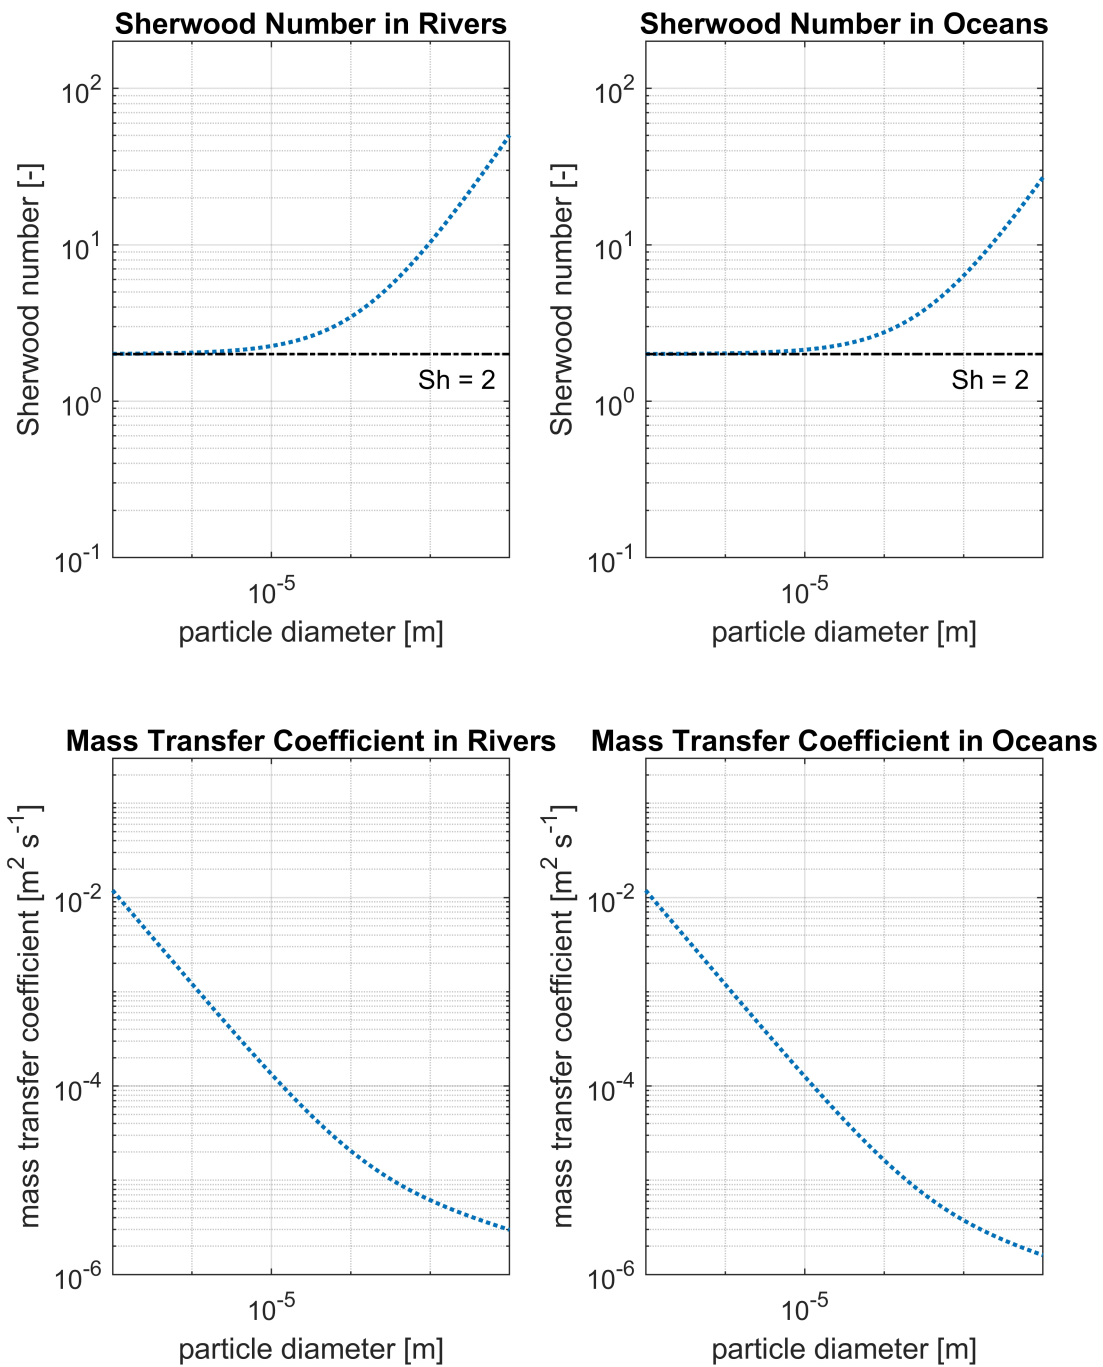 Sherwood Number in Rivers
Sherwood number [-]
10^2
10^1
10^0
10^-1
Sh = 2
10^-5
particle diameter [m]
Sherwood Number in Oceans
Sherwood number [-]
10^2
10^1
10^0
10^-1
Sh = 2
10^-5
particle diameter [m]
Mass Transfer Coefficient in Rivers
mass transfer coefficient [m^2 s^-1]
10^-2
10^-4
10^-6
10^-5
particle diameter [m]
Mass Transfer Coefficient in Oceans
mass transfer coefficient [m^2 s^-1]
10^-2
10^-4
10^-6
10^-5
particle diameter [m]